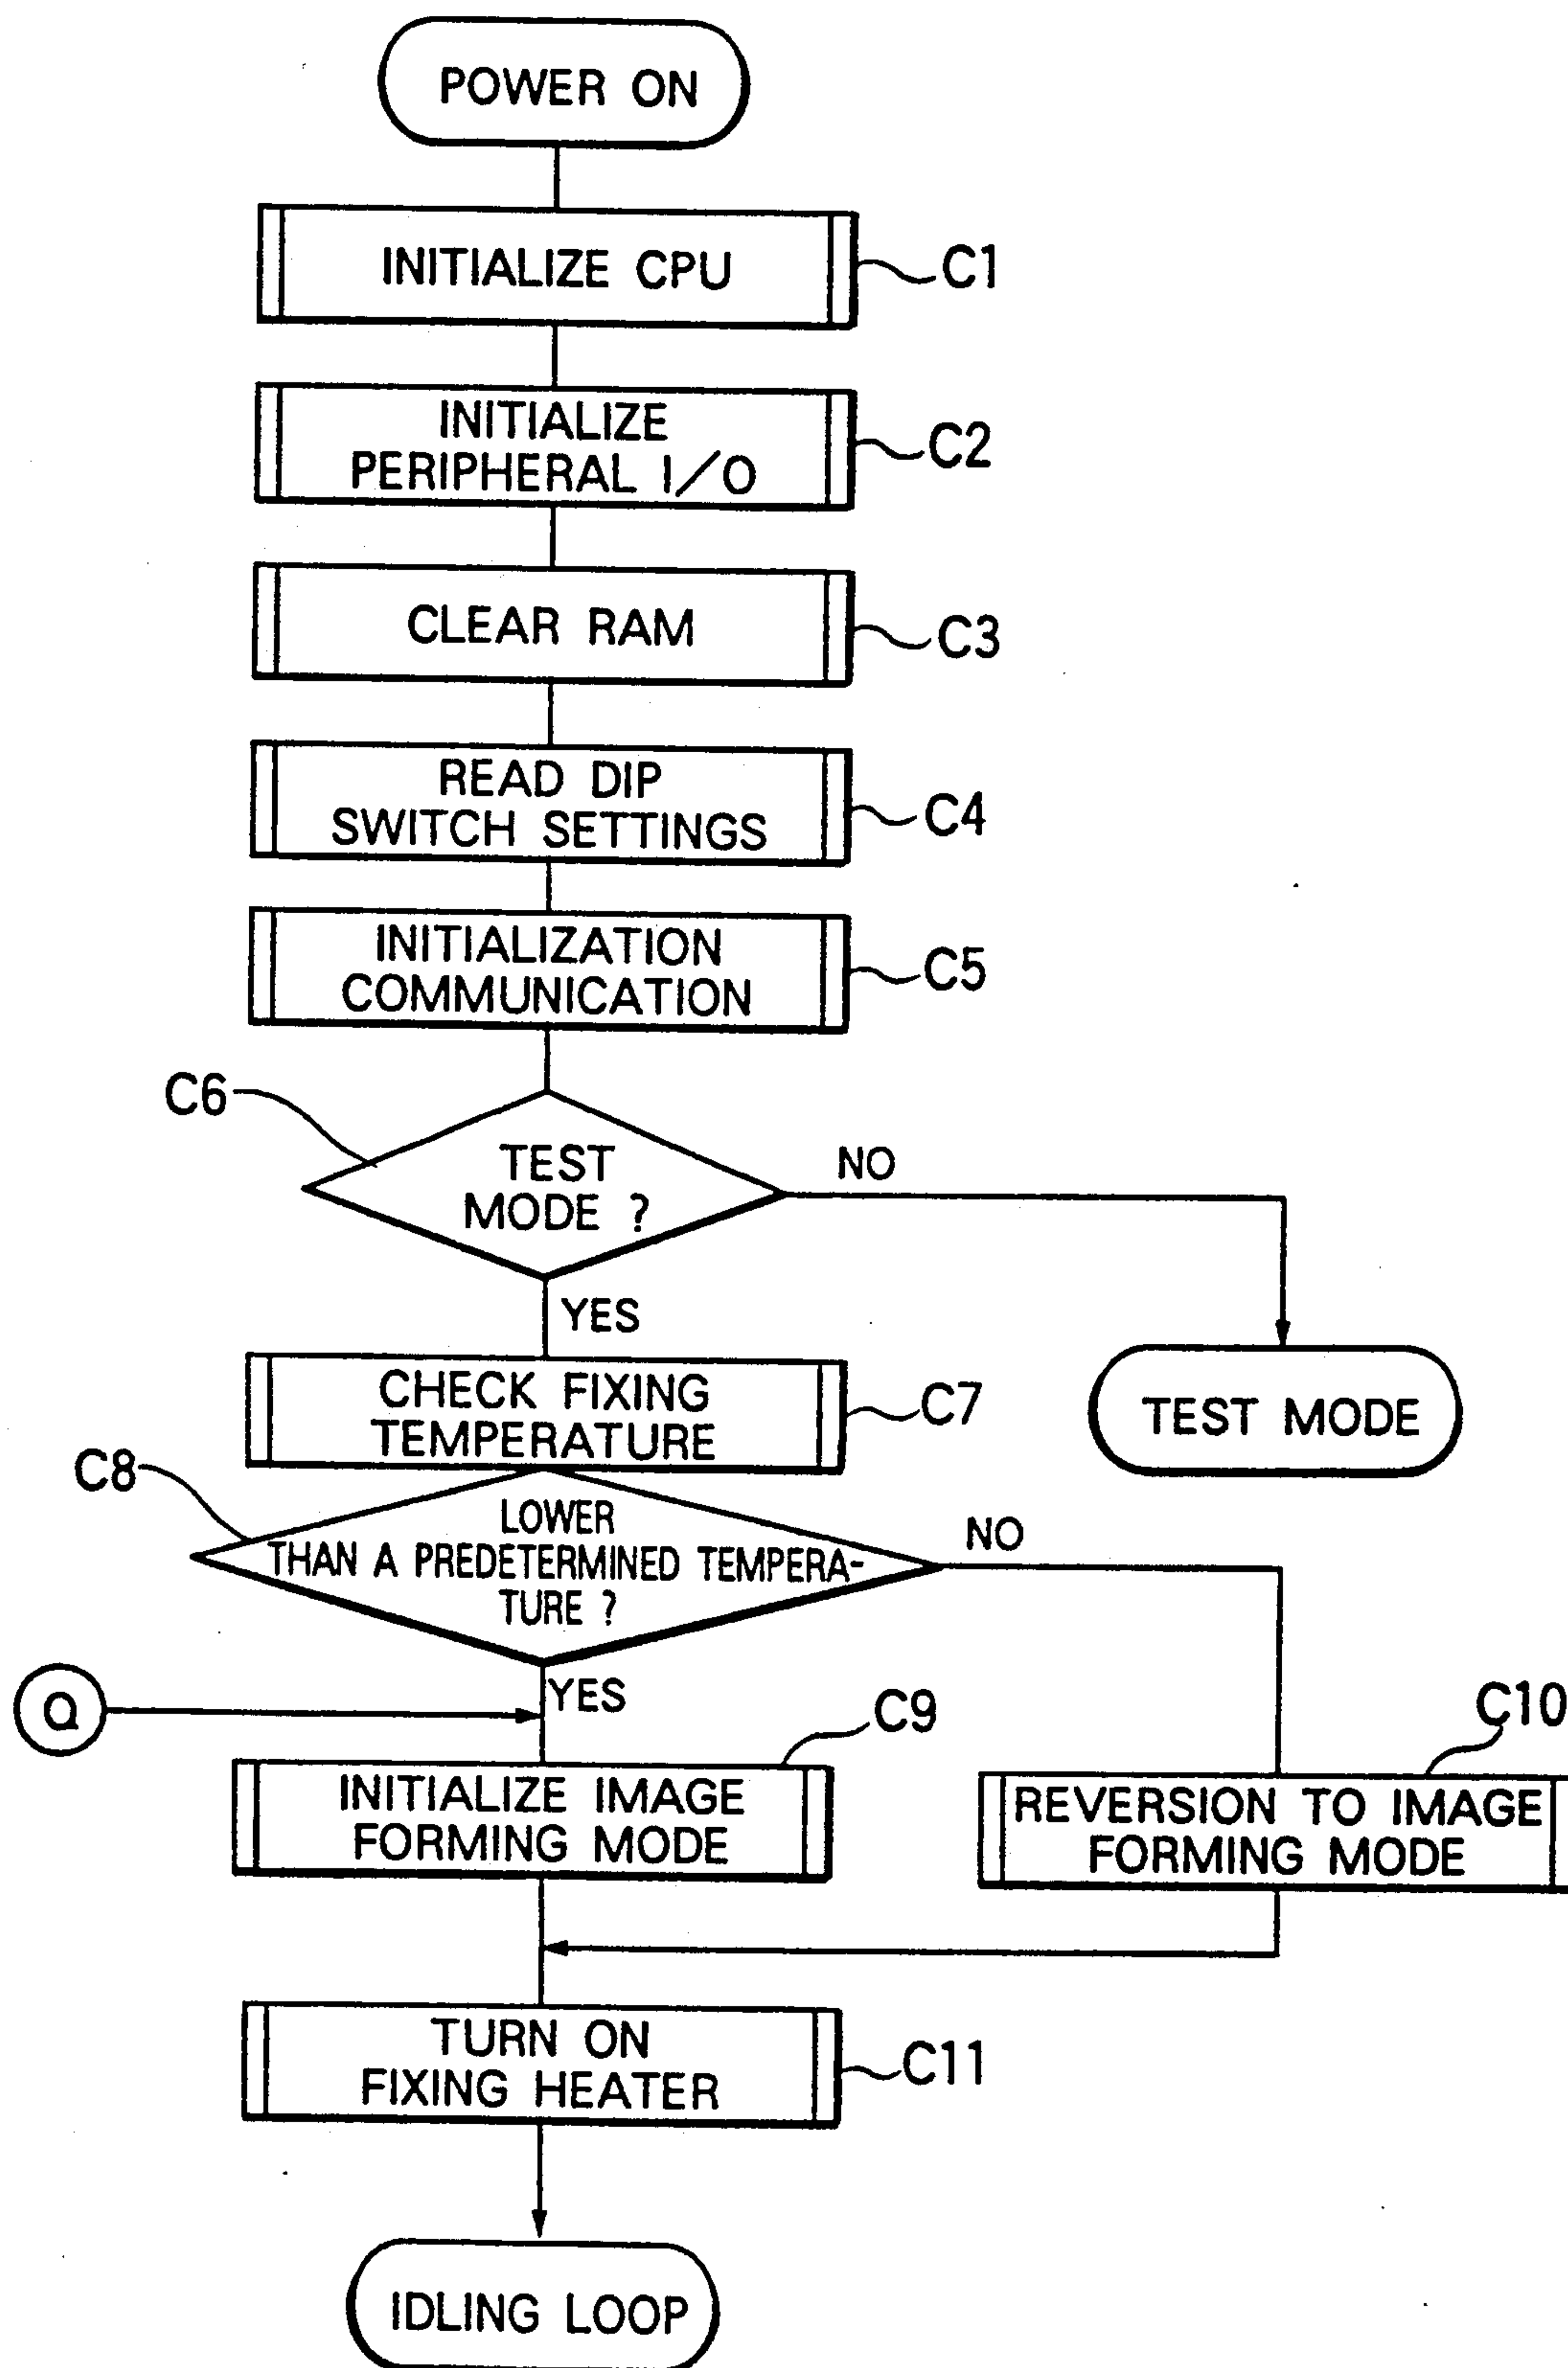 POWER ON
INITIALIZE CPU
C1
INITIALIZE
PERIPHERAL I/O
C2
CLEAR RAM
C3
READ DIP
SWITCH SETTINGS
C4
INITIALIZATION
COMMUNICATION
C5
C6
TEST
MODE ?
NO
YES
TEST MODE
CHECK FIXING
TEMPERATURE
C7
C8
LOWER
THAN A PREDETERMINED TEMPERA-
TURE ?
NO
YES
Q
C9
INITIALIZE IMAGE
FORMING MODE
C10
REVERSION TO IMAGE
FORMING MODE
TURN ON
FIXING HEATER
C11
IDLING LOOP